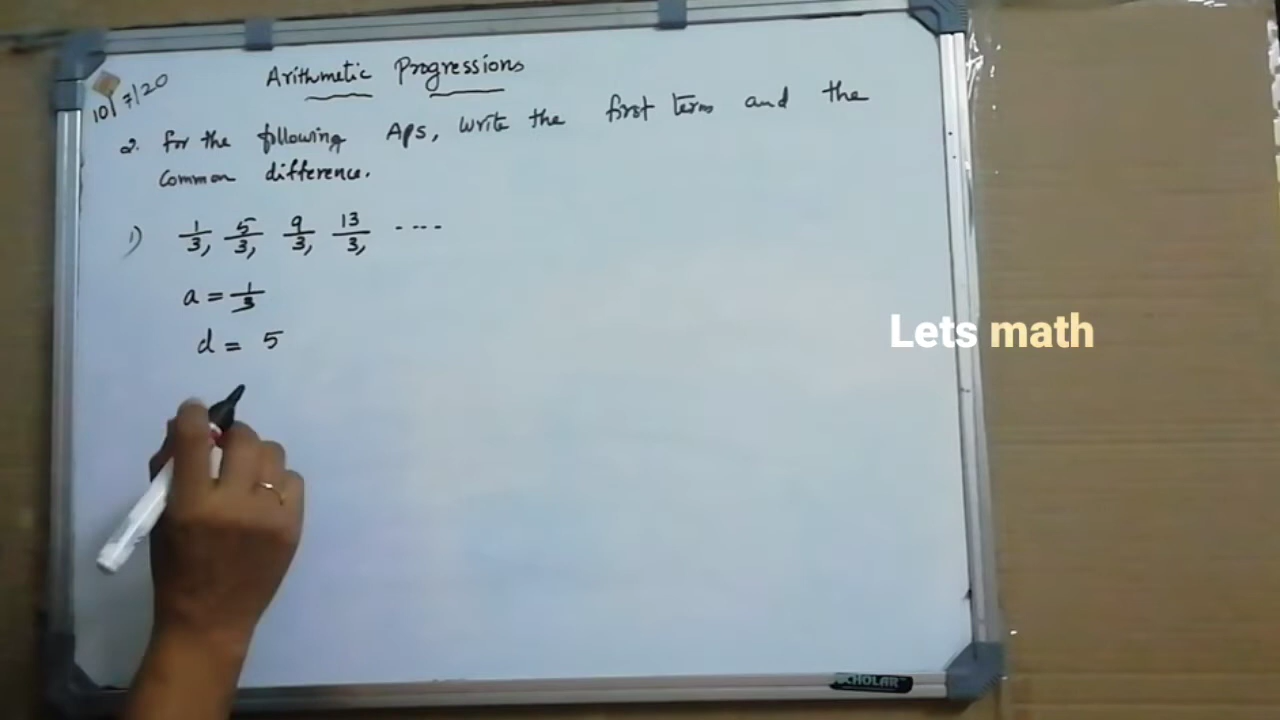 10/7/20
Arithmetic Progressions
2. For the following APs, write the first term and the
common difference.
1) 1/3, 5/3, 9/3, 13/3, ----
a = 1/3
d = 5
Lets math
SCHOLAR